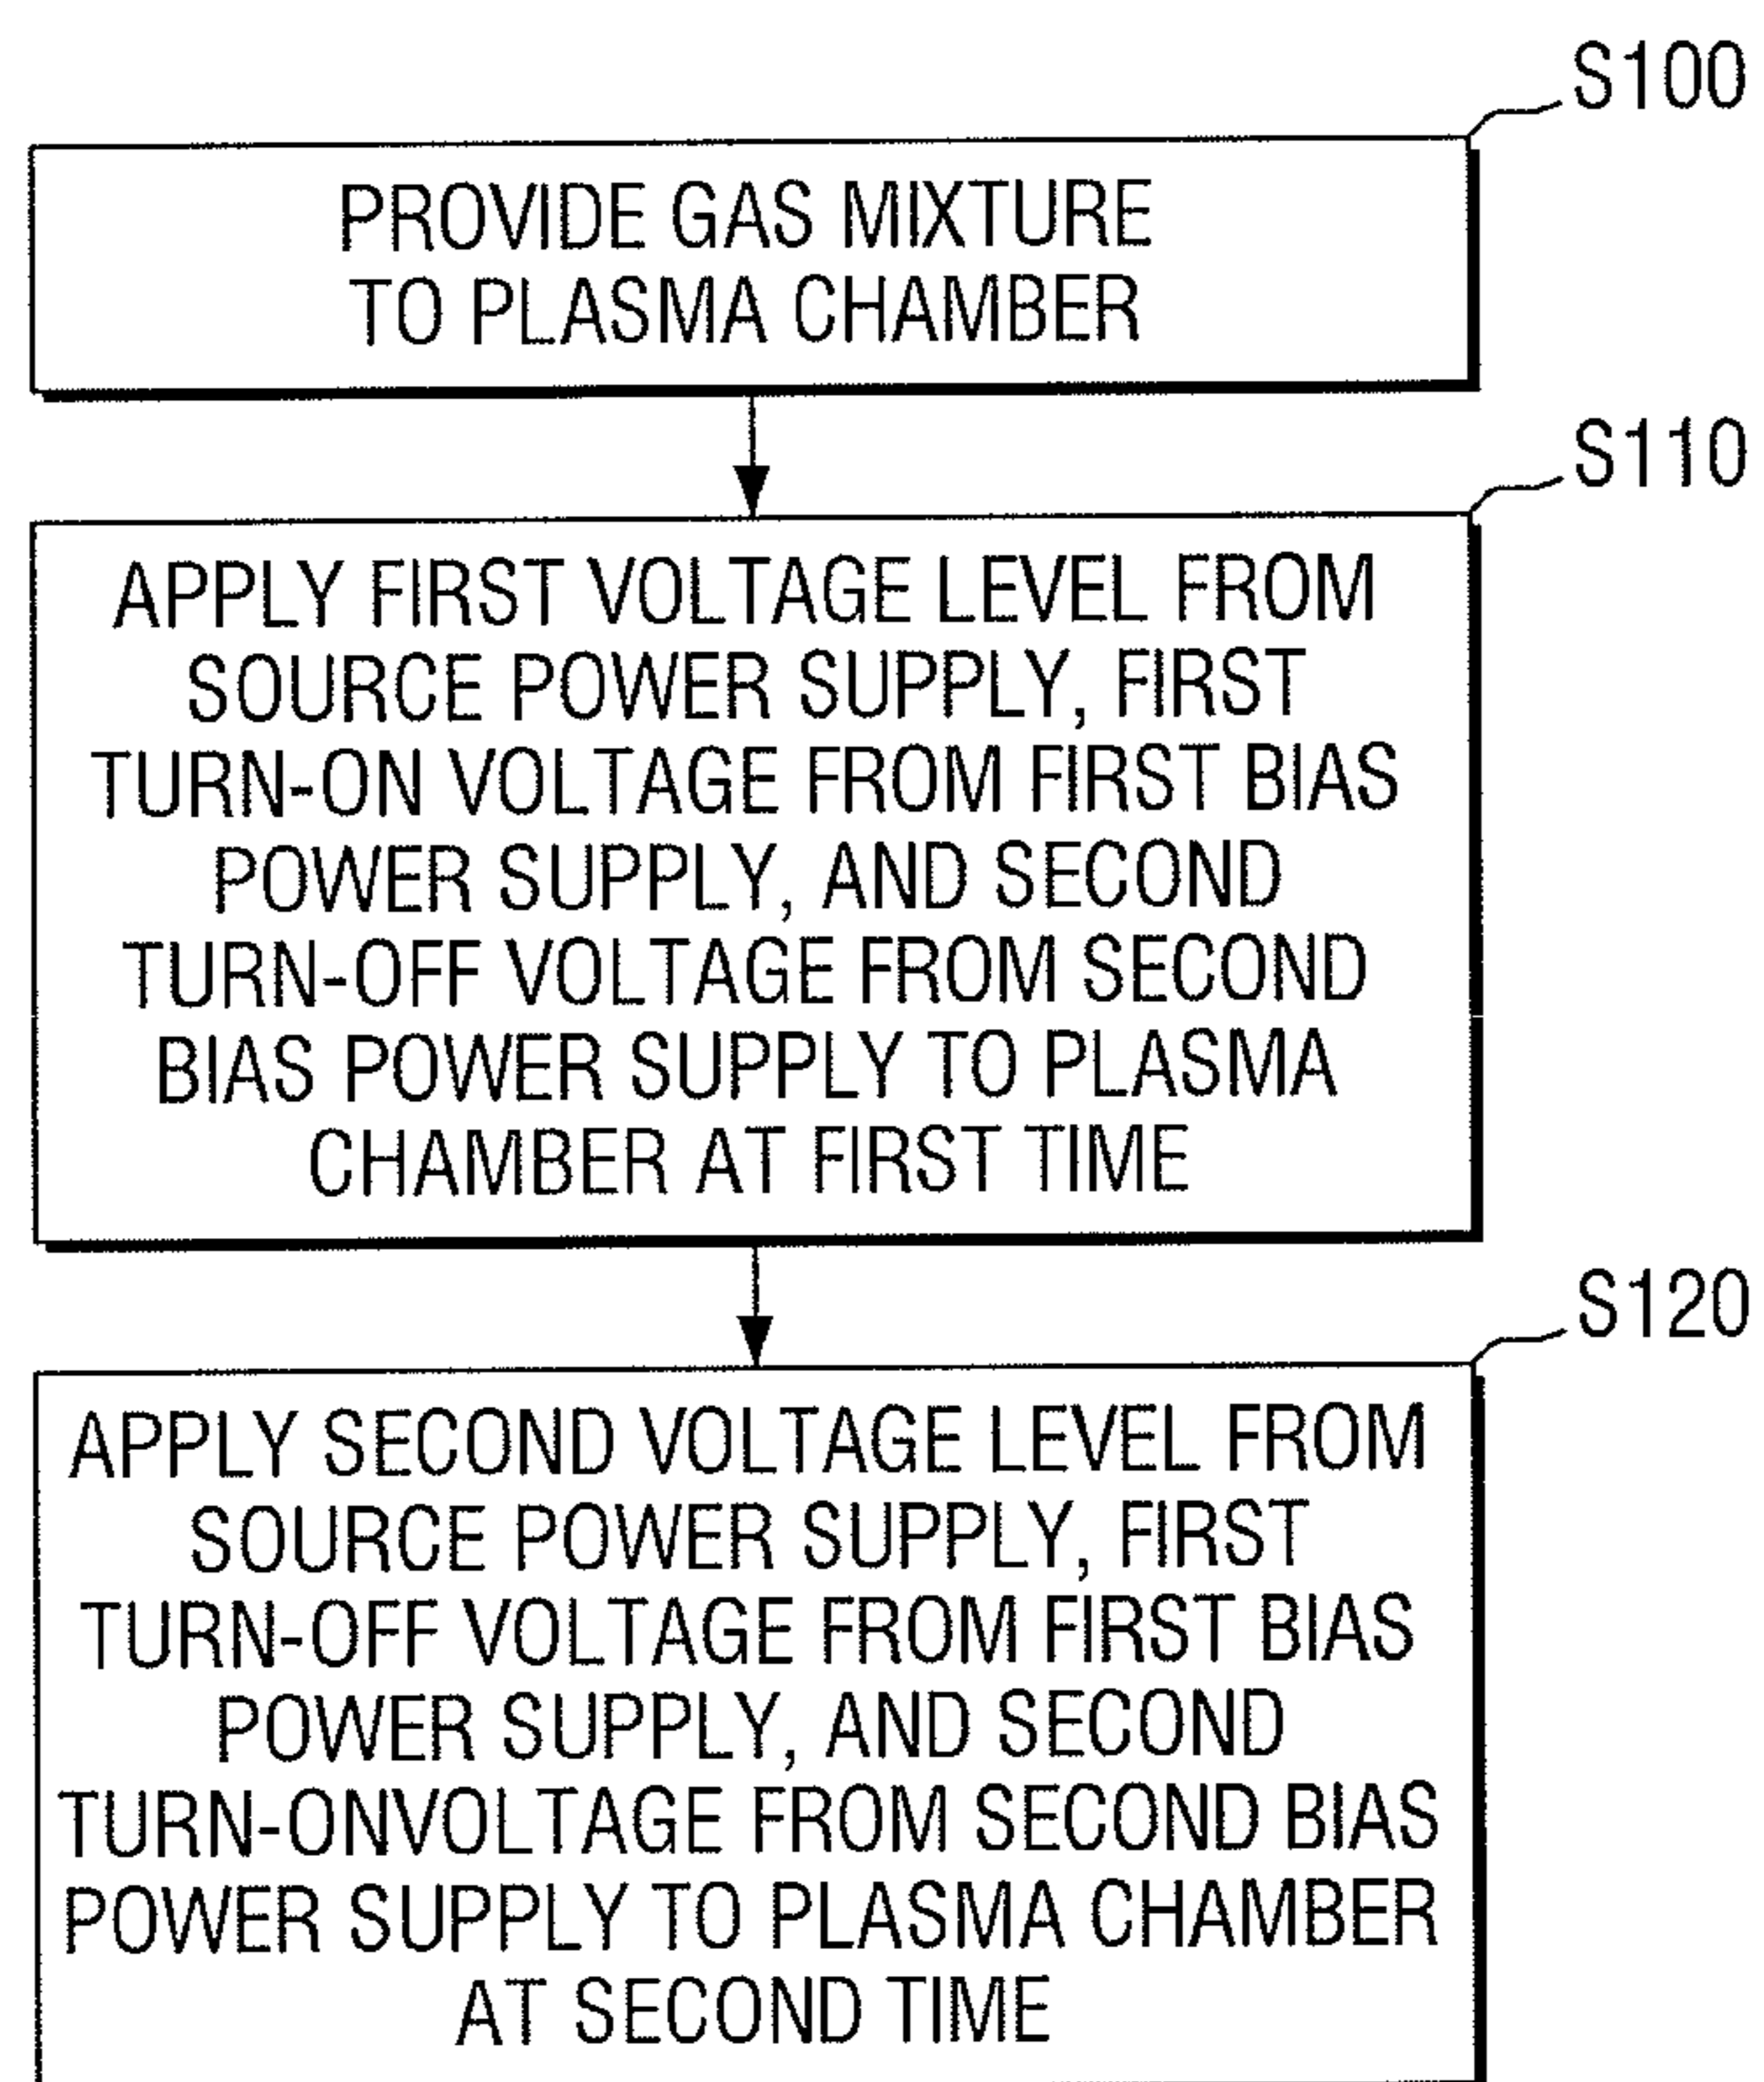 S100
PROVIDE GAS MIXTURE
TO PLASMA CHAMBER
S110
APPLY FIRST VOLTAGE LEVEL FROM
SOURCE POWER SUPPLY, FIRST
TURN-ON VOLTAGE FROM FIRST BIAS
POWER SUPPLY, AND SECOND
TURN-OFF VOLTAGE FROM SECOND
BIAS POWER SUPPLY TO PLASMA
CHAMBER AT FIRST TIME
S120
APPLY SECOND VOLTAGE LEVEL FROM
SOURCE POWER SUPPLY, FIRST
TURN-OFF VOLTAGE FROM FIRST BIAS
POWER SUPPLY, AND SECOND
TURN-ONVOLTAGE FROM SECOND BIAS
POWER SUPPLY TO PLASMA CHAMBER
AT SECOND TIME